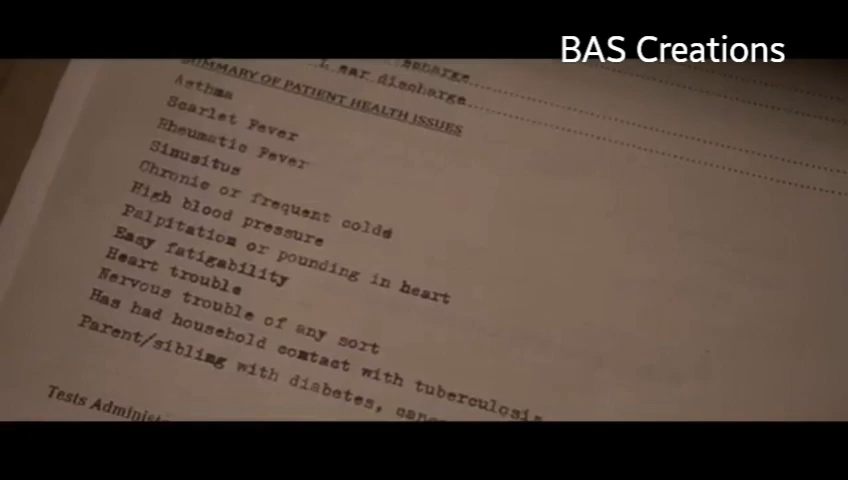 BAS Creations
discharge
l. ear discharge
SUMMARY OF PATIENT HEALTH ISSUES
Asthma
Scarlet Fever
Rheumatic Fever
Sinusitus
Chronic or frequent colds
High blood pressure
Palpitation or pounding in heart
Easy fatigability
Heart trouble
Nervous trouble of any sort
Has had household contact with tuberculosis
Parent/sibling with diabetes,
Tests